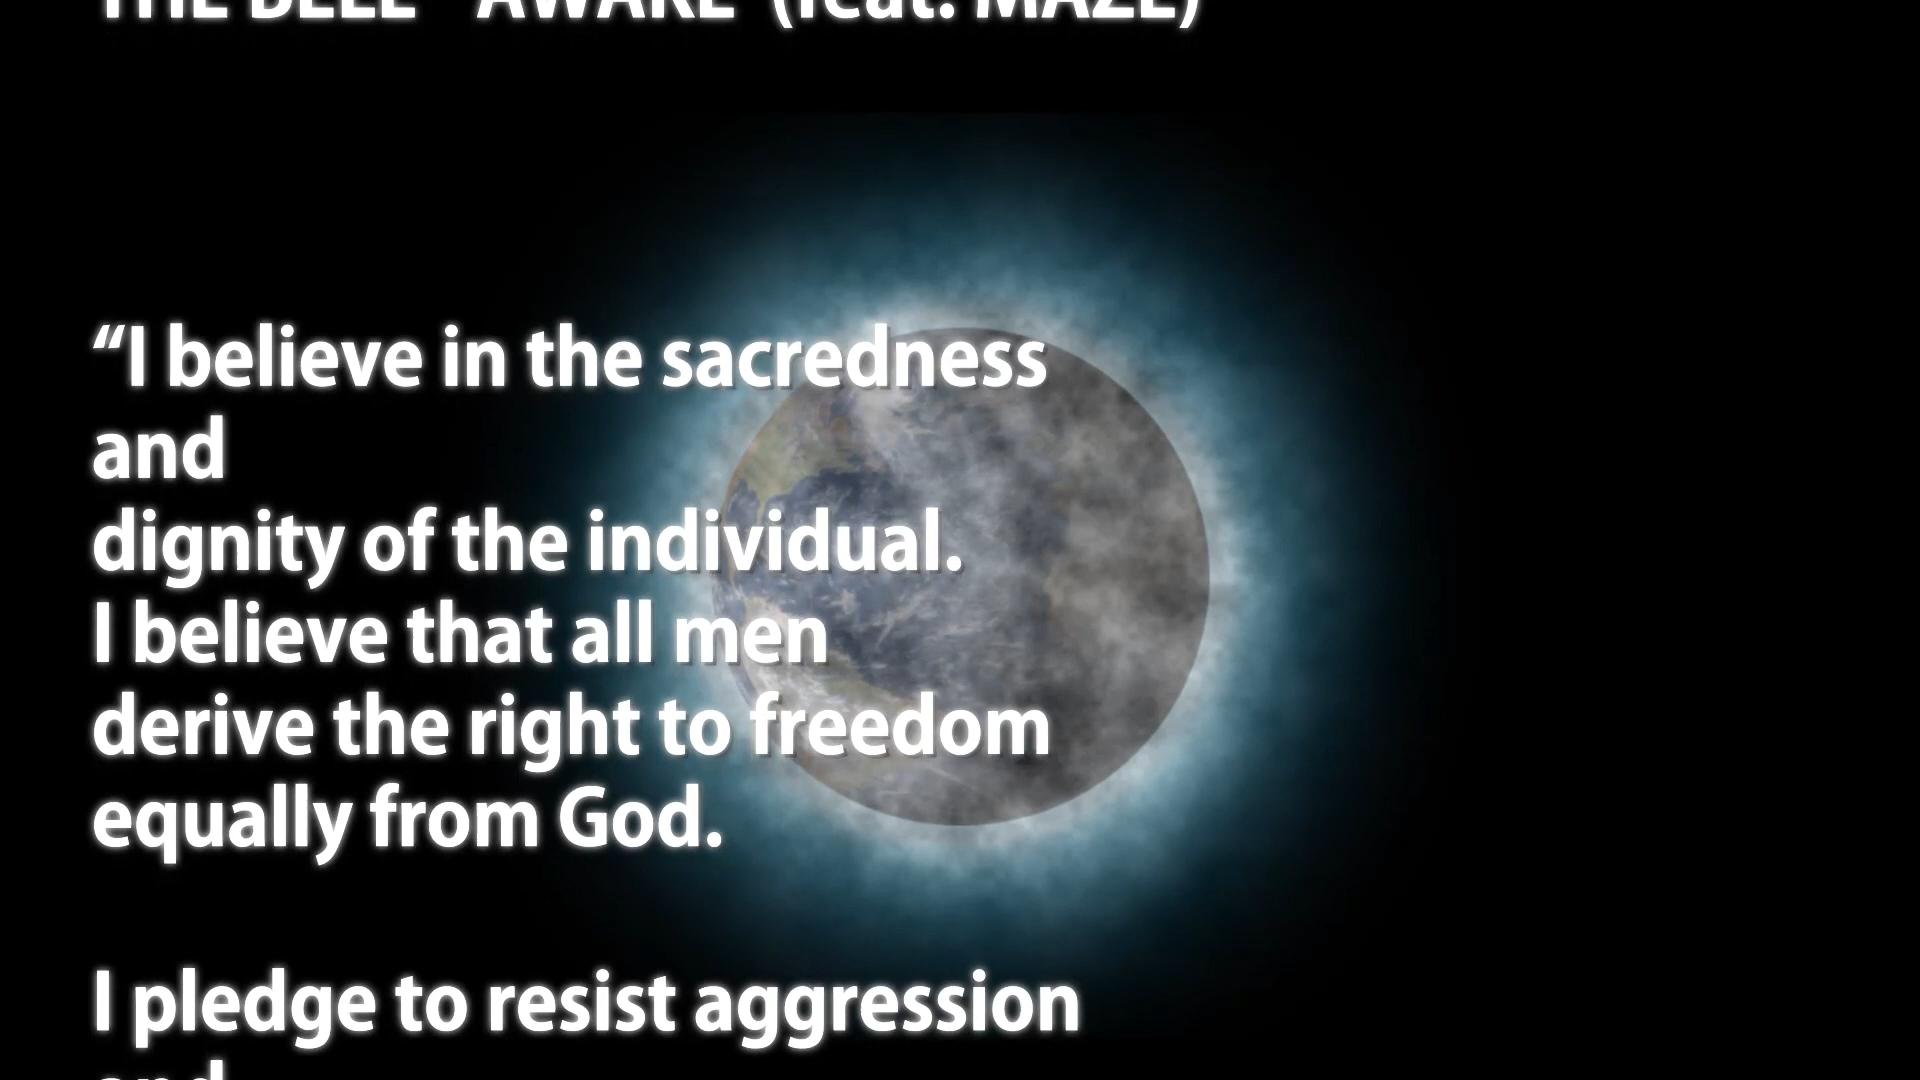 THE BELL "AWAKE" (feat. MAZE)
“I believe in the sacredness
and
dignity of the individual.
I believe that all men
derive the right to freedom
equally from God.
I pledge to resist aggression
and